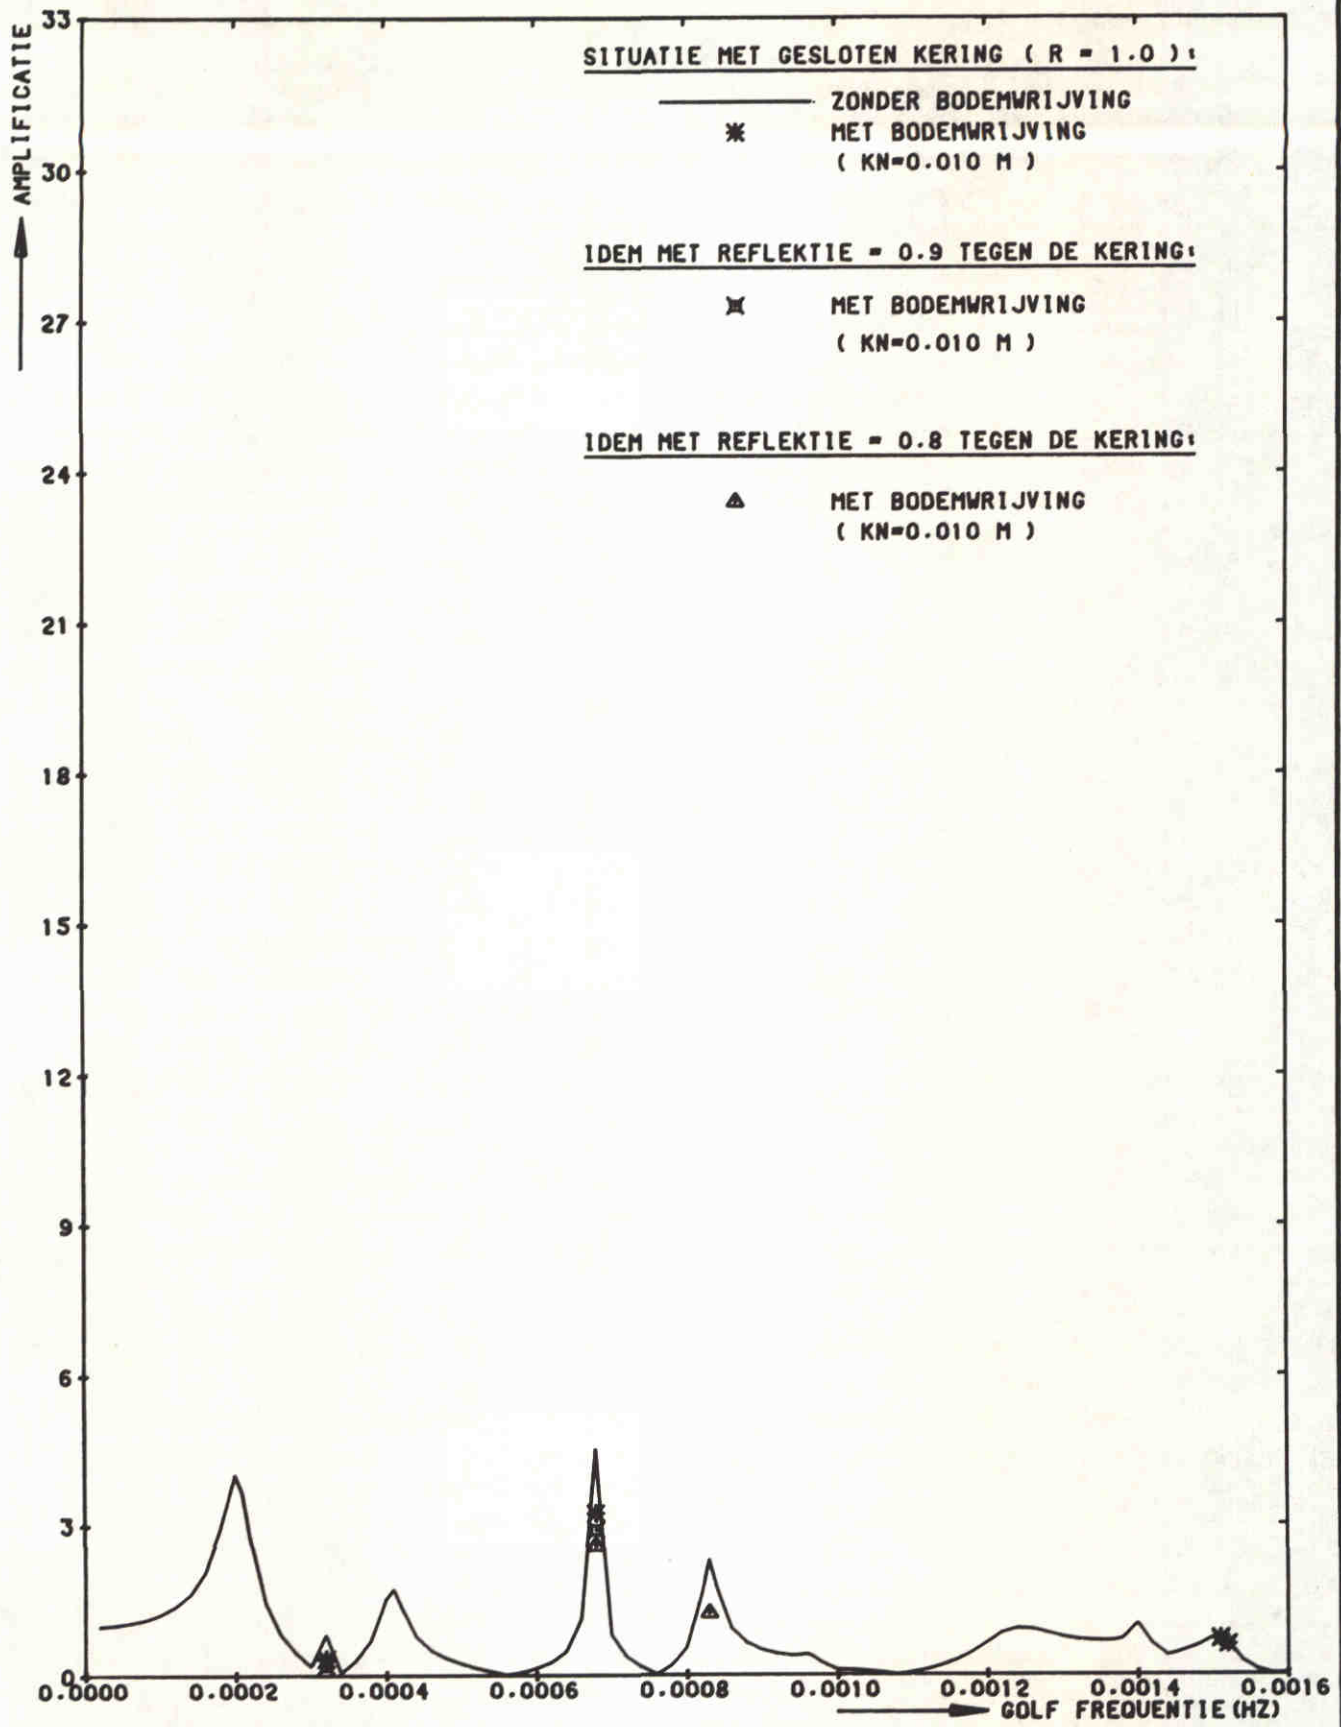 AMPLIFICATIE
33
30
27
24
21
18
15
12
9
6
3
0
SITUATIE MET GESLOTEN KERING ( R = 1.0 ):
ZONDER BODEMWRIJVING
MET BODEMWRIJVING
( KN=0.010 M )
IDEM MET REFLEKTIE = 0.9 TEGEN DE KERING:
MET BODEMWRIJVING
( KN=0.010 M )
IDEM MET REFLEKTIE = 0.8 TEGEN DE KERING:
MET BODEMWRIJVING
( KN=0.010 M )
0.0000 0.0002 0.0004 0.0006 0.0008 0.0010 0.0012 0.0014 0.0016
GOLF FREQUENTIE (HZ)